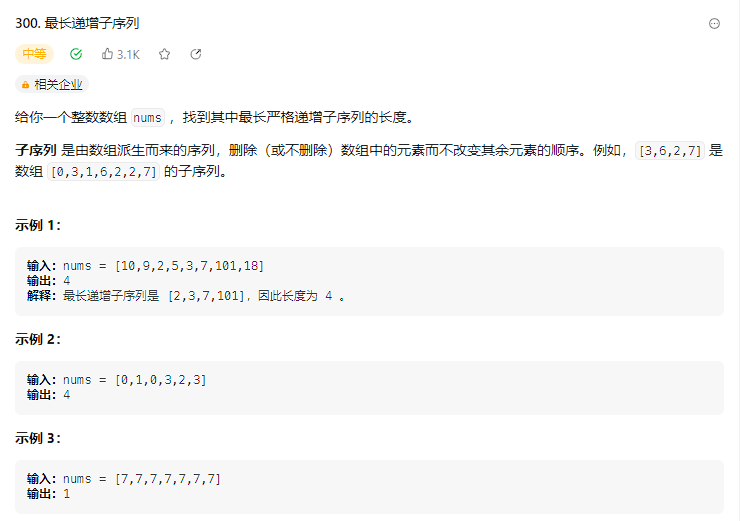 300. 最长递增子序列
中等 3.1K
相关企业
给你一个整数数组 nums ，找到其中最长严格递增子序列的长度。
子序列 是由数组派生而来的序列，删除（或不删除）数组中的元素而不改变其余元素的顺序。例如，[3,6,2,7] 是
数组 [0,3,1,6,2,2,7] 的子序列。
示例 1：
输入：nums = [10,9,2,5,3,7,101,18]
输出：4
解释：最长递增子序列是 [2,3,7,101]，因此长度为 4 。
示例 2：
输入：nums = [0,1,0,3,2,3]
输出：4
示例 3：
输入：nums = [7,7,7,7,7,7,7]
输出：1